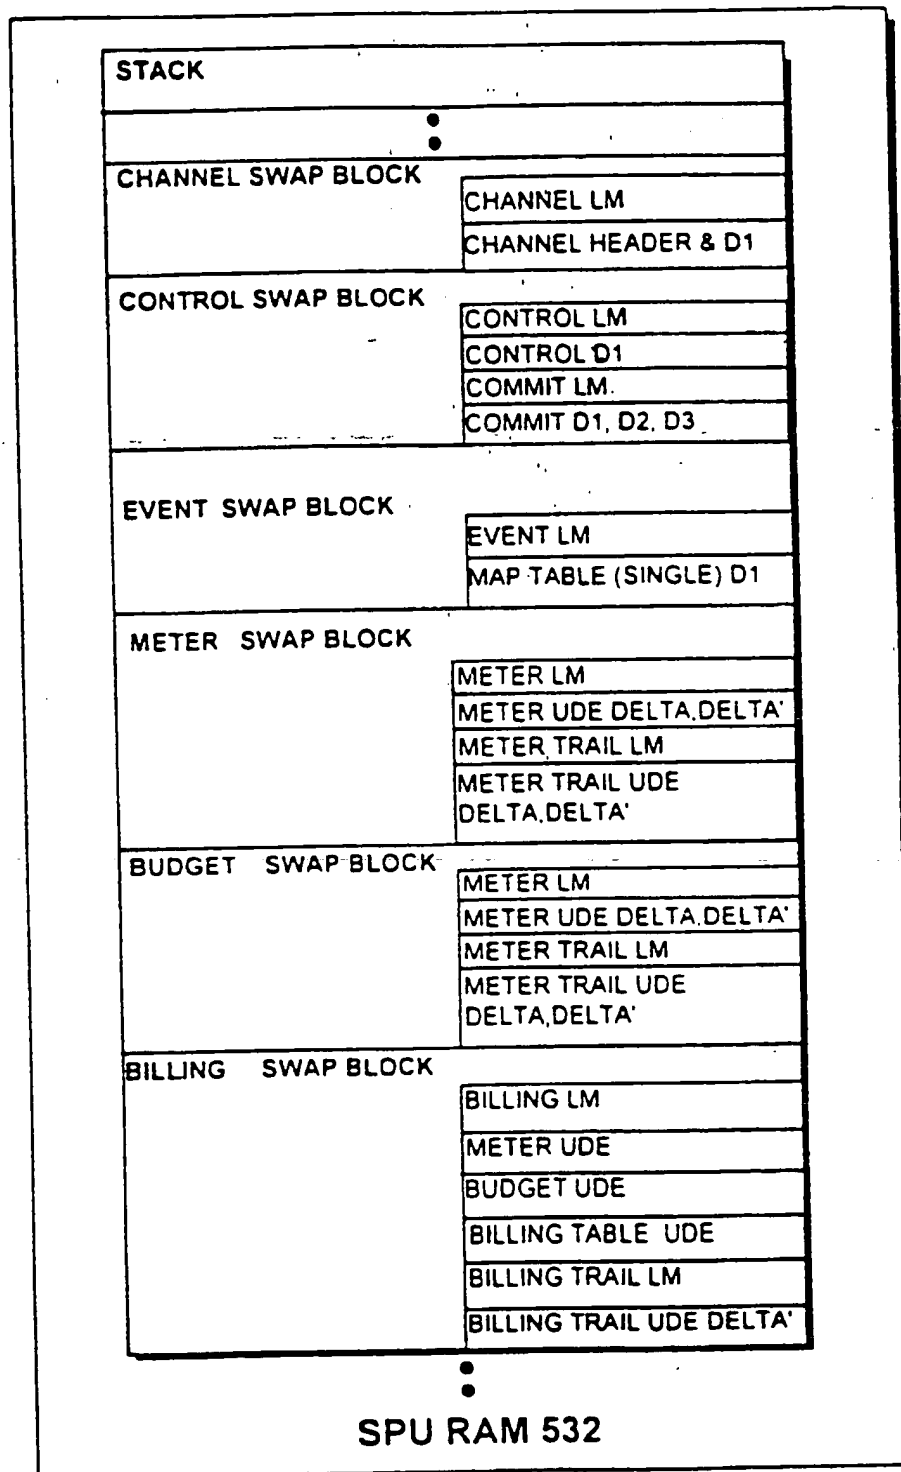 STACK
CHANNEL SWAP BLOCK
CHANNEL LM
CHANNEL HEADER & D1
CONTROL SWAP BLOCK
CONTROL LM
CONTROL D1
COMMIT LM
COMMIT D1, D2, D3
EVENT SWAP BLOCK
EVENT LM
MAP TABLE (SINGLE) D1
METER SWAP BLOCK
METER LM
METER UDE DELTA,DELTA'
METER TRAIL LM
METER TRAIL UDE
DELTA,DELTA'
BUDGET SWAP BLOCK
METER LM
METER UDE DELTA,DELTA'
METER TRAIL LM
METER TRAIL UDE
DELTA,DELTA'
BILLING SWAP BLOCK
BILLING LM
METER UDE
BUDGET UDE
BILLING TABLE UDE
BILLING TRAIL LM
BILLING TRAIL UDE DELTA'
SPU RAM 532